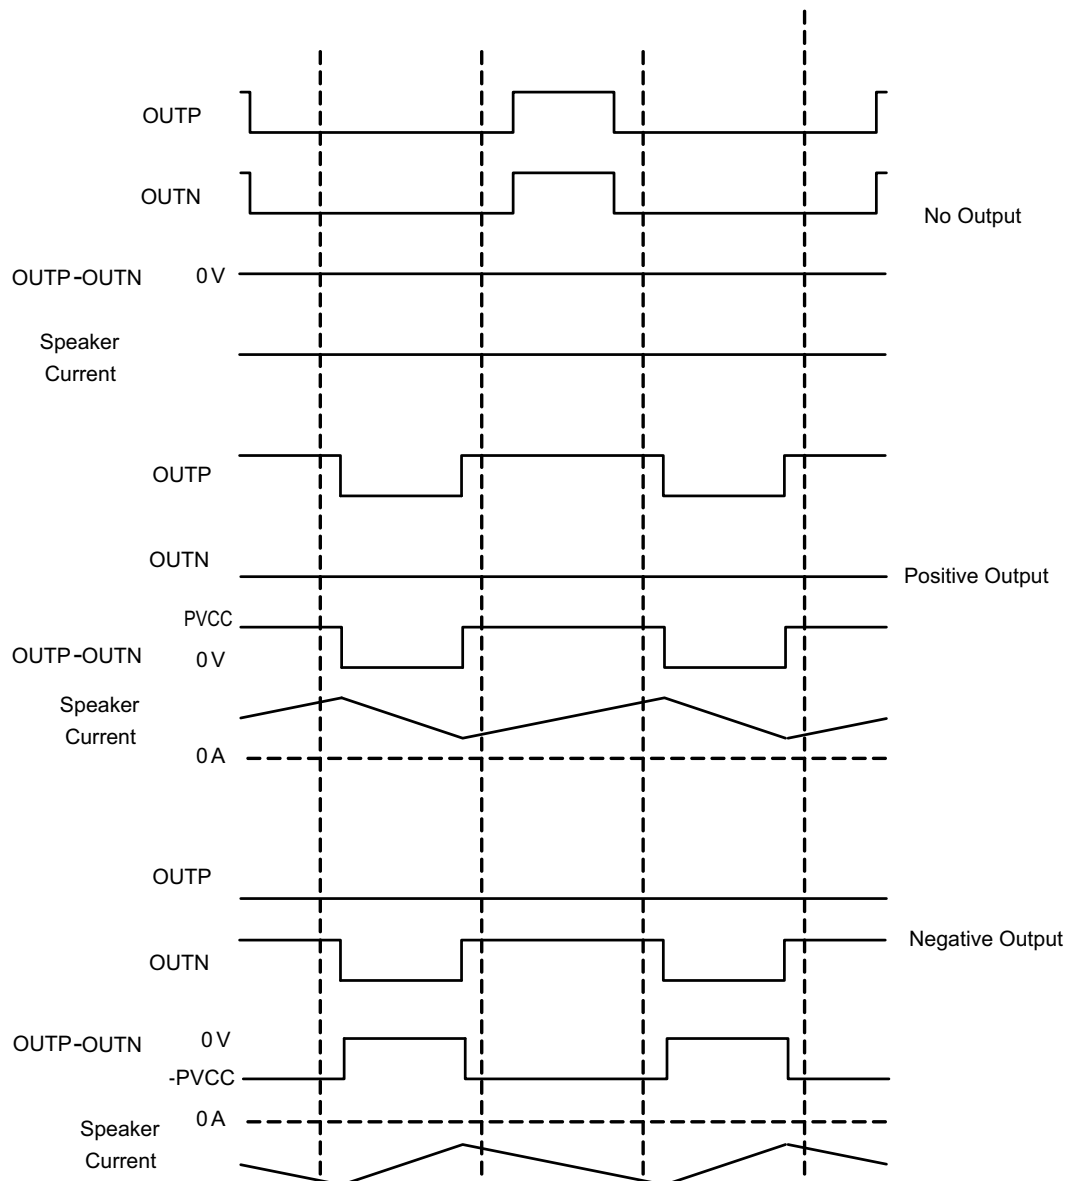 OUTP
OUTN
No Output
OUTP-OUTN 0 V
Speaker
Current
OUTP
OUTN
Positive Output
PVCC
OUTP-OUTN 0 V
Speaker
Current
0 A
OUTP
Negative Output
OUTN
OUTP-OUTN 0 V
-PVCC
0 A
Speaker
Current